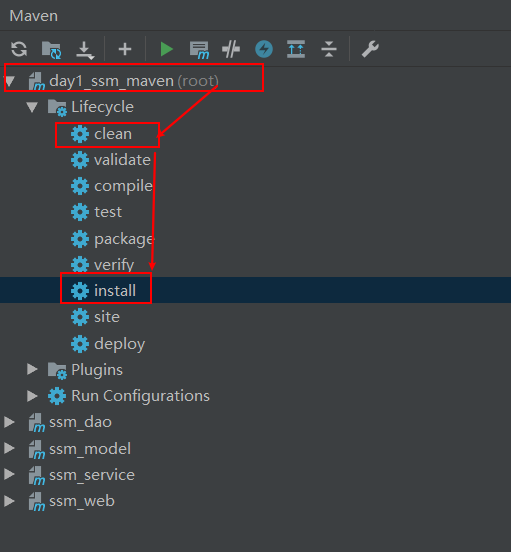 Maven
day1_ssm_maven (root)
Lifecycle
clean
validate
compile
test
package
verify
install
site
deploy
Plugins
Run Configurations
ssm_dao
ssm_model
ssm_service
ssm_web